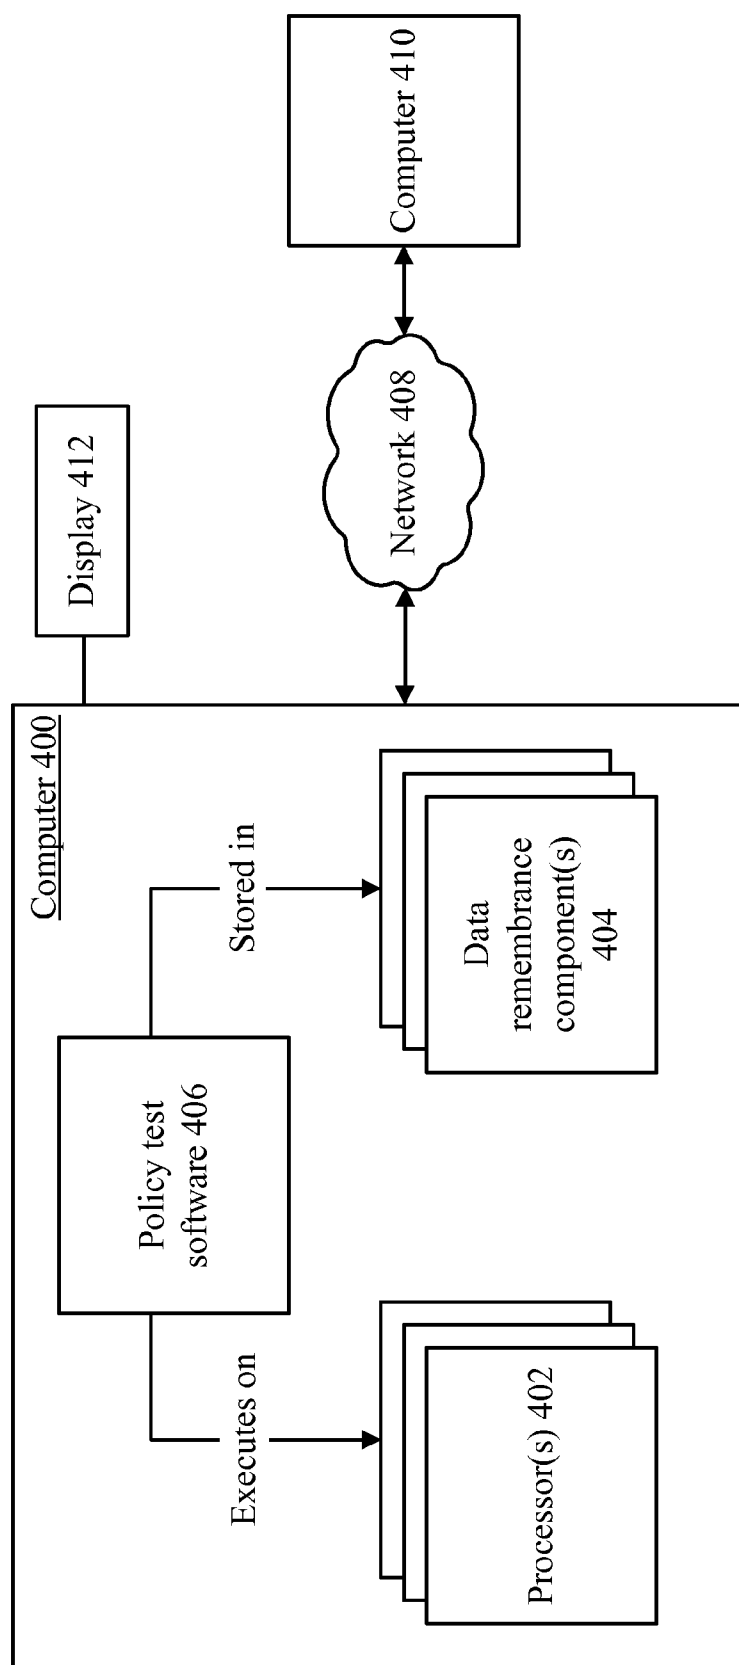 Computer 400
Policy test
software 406
Executes on
Stored in
Processor(s) 402
Data
remembrance
component(s)
404
Display 412
Network 408
Computer 410